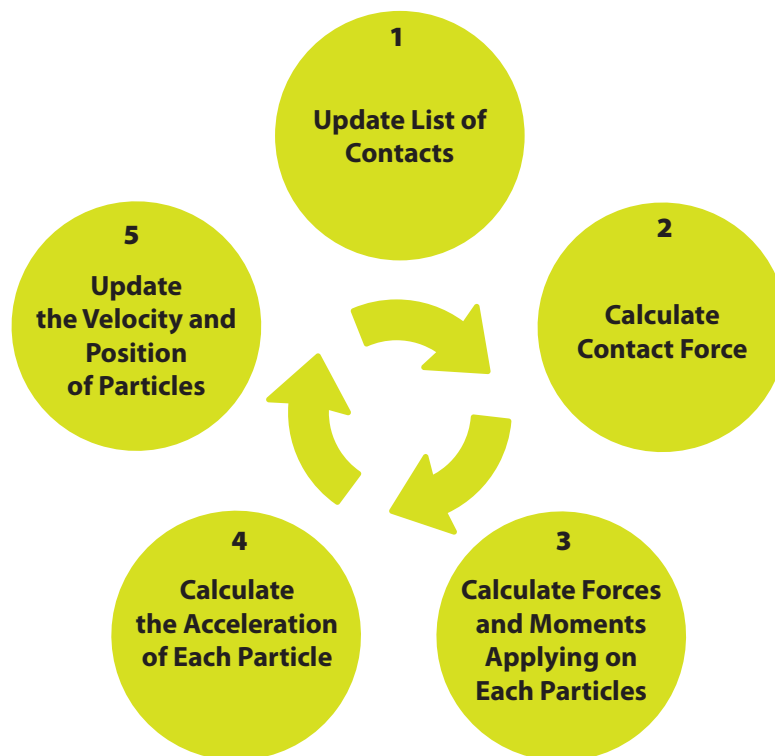 1
Update List of
Contacts
2
Calculate
Contact Force
3
Calculate Forces
and Moments
Applying on
Each Particles
4
Calculate
the Acceleration
of Each Particle
5
Update
the Velocity and
Position
of Particles